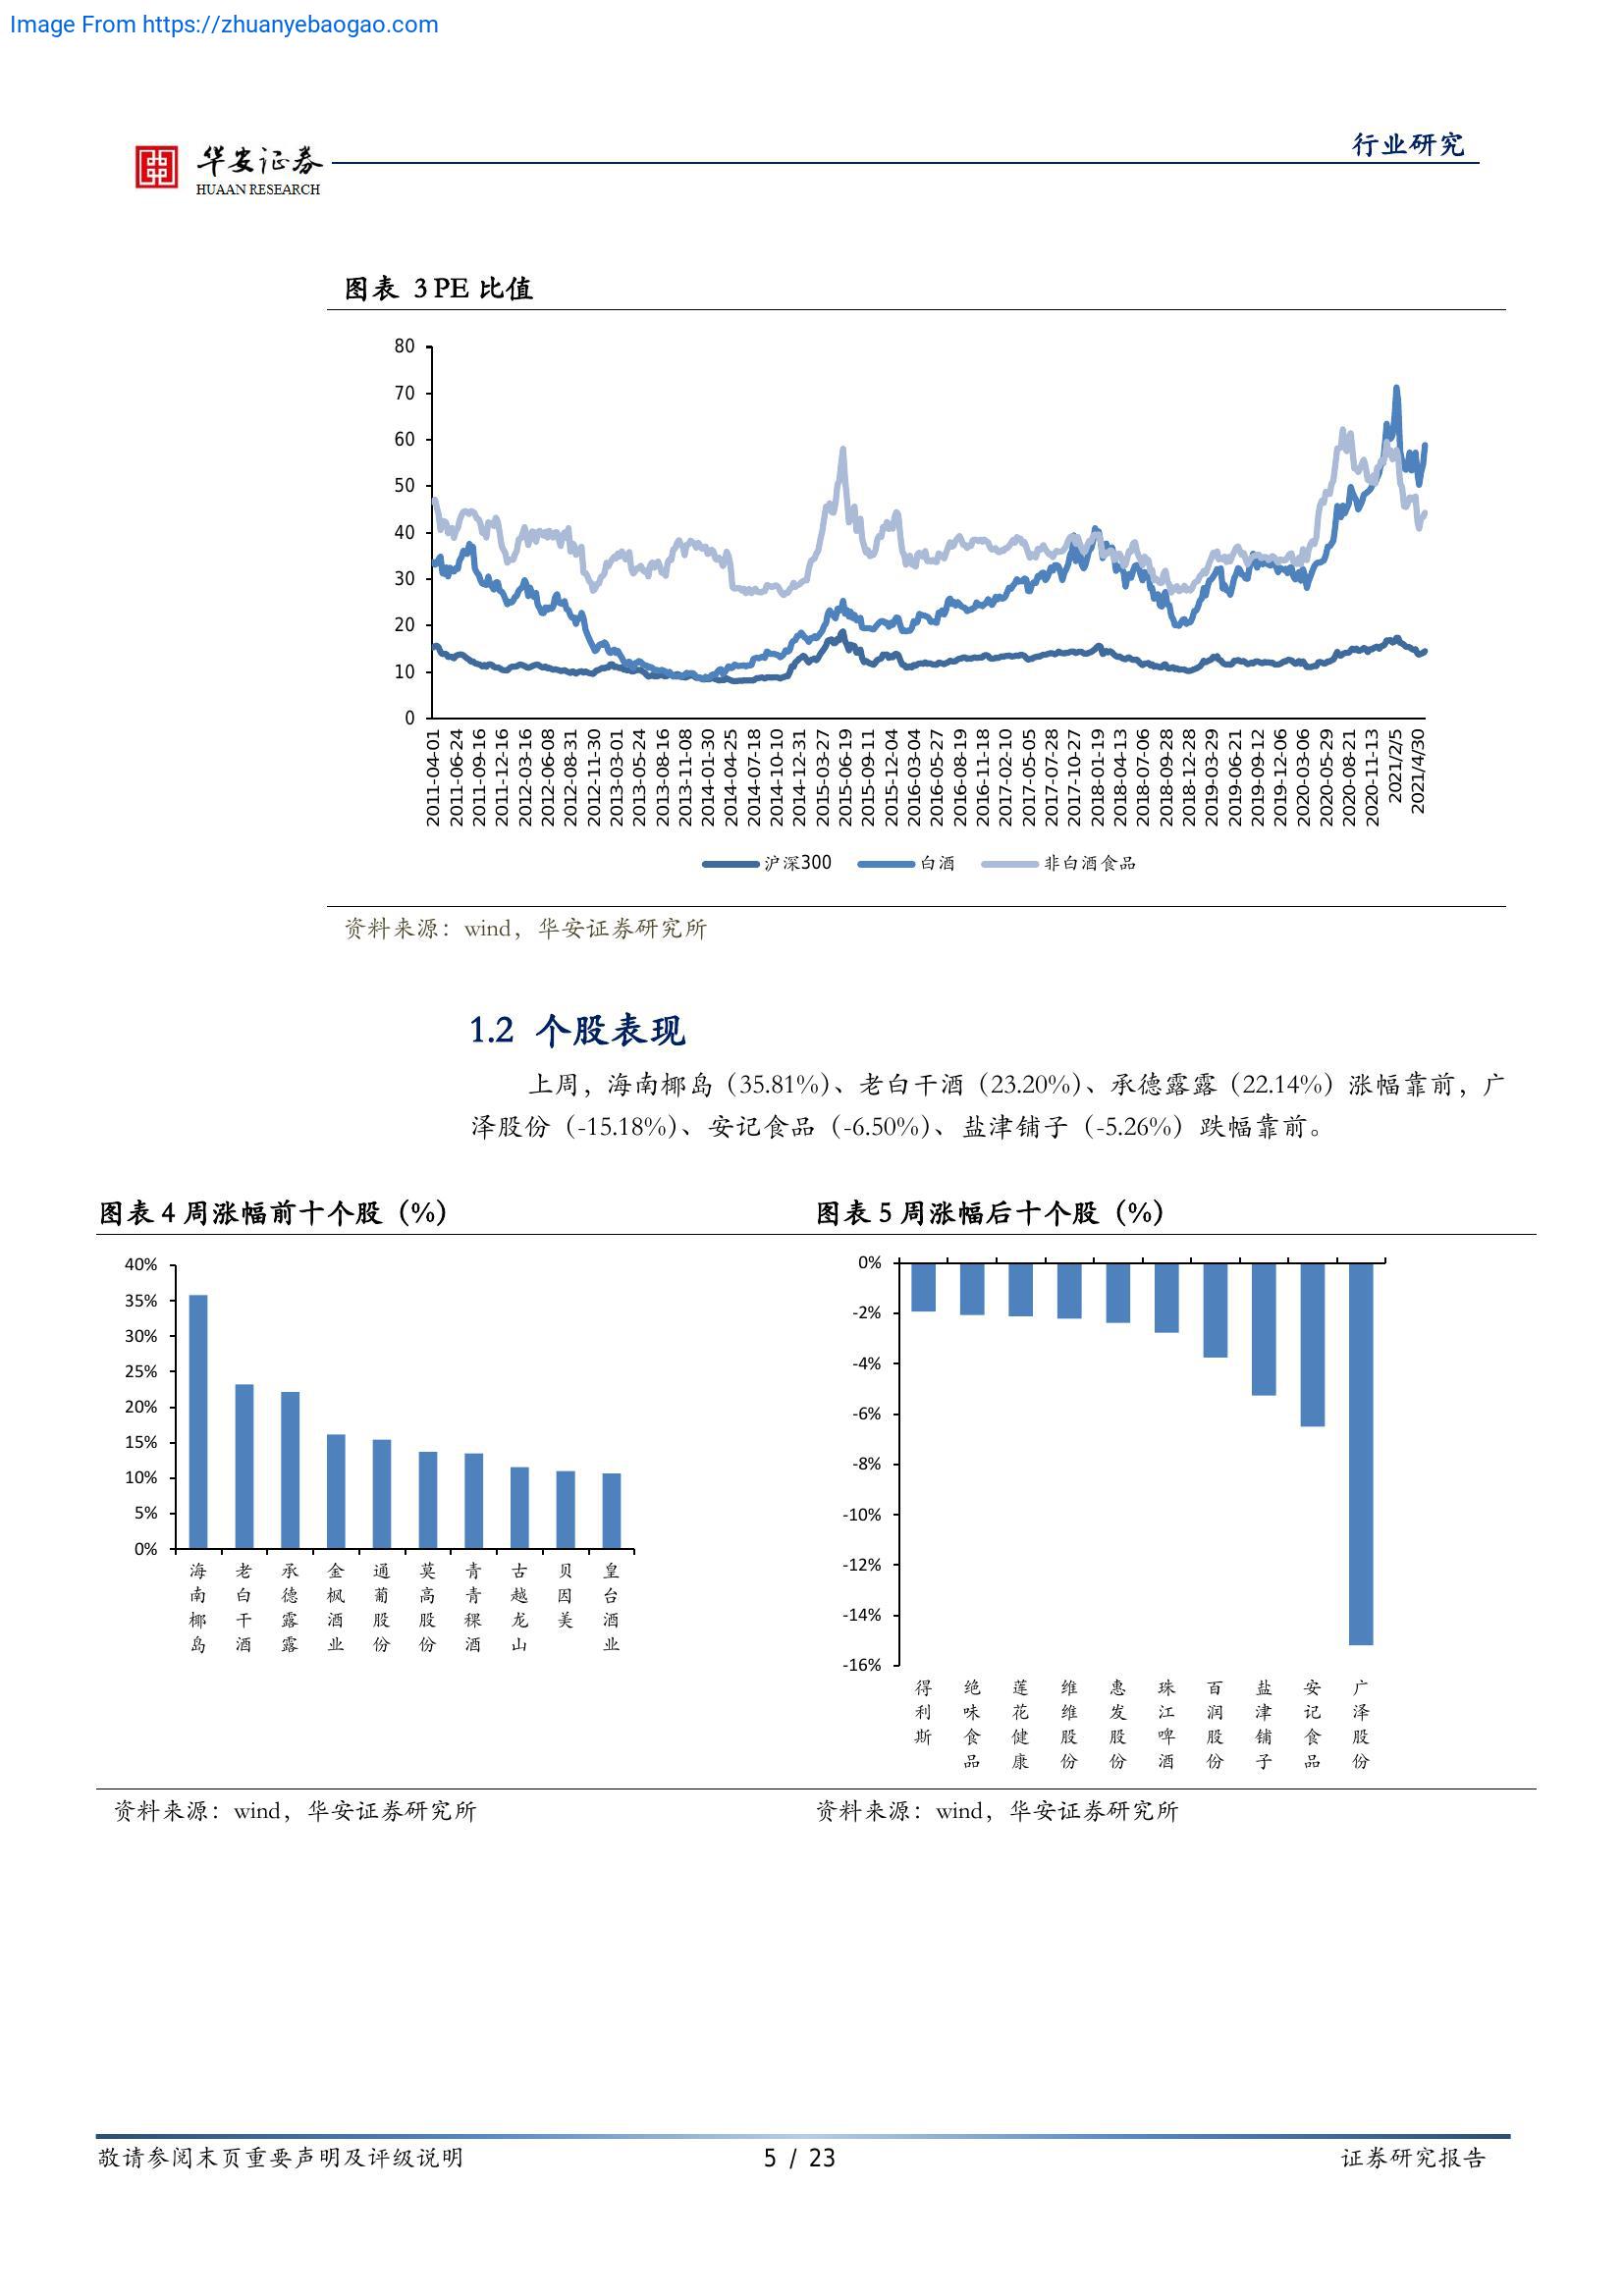 Image From https://zhuanyebaogao.com
华安证券
HUAAN RESEARCH
行业研究
图表 3 PE 比值
80
70
60
50
40
30
20
10
0
2011-04-01
2011-06-24
2011-09-16
2011-12-16
2012-03-16
2012-06-08
2012-08-31
2012-11-30
2013-03-01
2013-05-24
2013-08-16
2013-11-08
2014-01-30
2014-04-25
2014-07-18
2014-10-10
2014-12-31
2015-03-27
2015-06-19
2015-09-11
2015-12-04
2016-03-04
2016-05-27
2016-08-19
2016-11-18
2017-02-10
2017-05-05
2017-07-28
2017-10-27
2018-01-19
2018-04-13
2018-07-06
2018-09-28
2018-12-28
2019-03-29
2019-06-21
2019-09-12
2019-12-06
2020-03-06
2020-05-29
2020-08-21
2020-11-13
2021/2/5
2021/4/30
沪深300 白酒 非白酒食品
资料来源：wind，华安证券研究所
1.2 个股表现
上周，海南椰岛（35.81%）、老白干酒（23.20%）、承德露露（22.14%）涨幅靠前，广
泽股份（-15.18%）、安记食品（-6.50%）、盐津铺子（-5.26%）跌幅靠前。
图表 4 周涨幅前十个股（%）
40%
35%
30%
25%
20%
15%
10%
5%
0%
海南椰岛
老白干酒
承德露露
金枫酒业
通葡股份
莫高股份
青青稞酒
古越龙山
贝因美
皇台酒业
资料来源：wind，华安证券研究所
图表 5 周涨幅后十个股（%）
0%
-2%
-4%
-6%
-8%
-10%
-12%
-14%
-16%
得利斯
绝味食品
莲花健康
维维股份
惠发股份
珠江啤酒
百润股份
盐津铺子
安记食品
广泽股份
资料来源：wind，华安证券研究所
敬请参阅末页重要声明及评级说明
5 / 23
证券研究报告